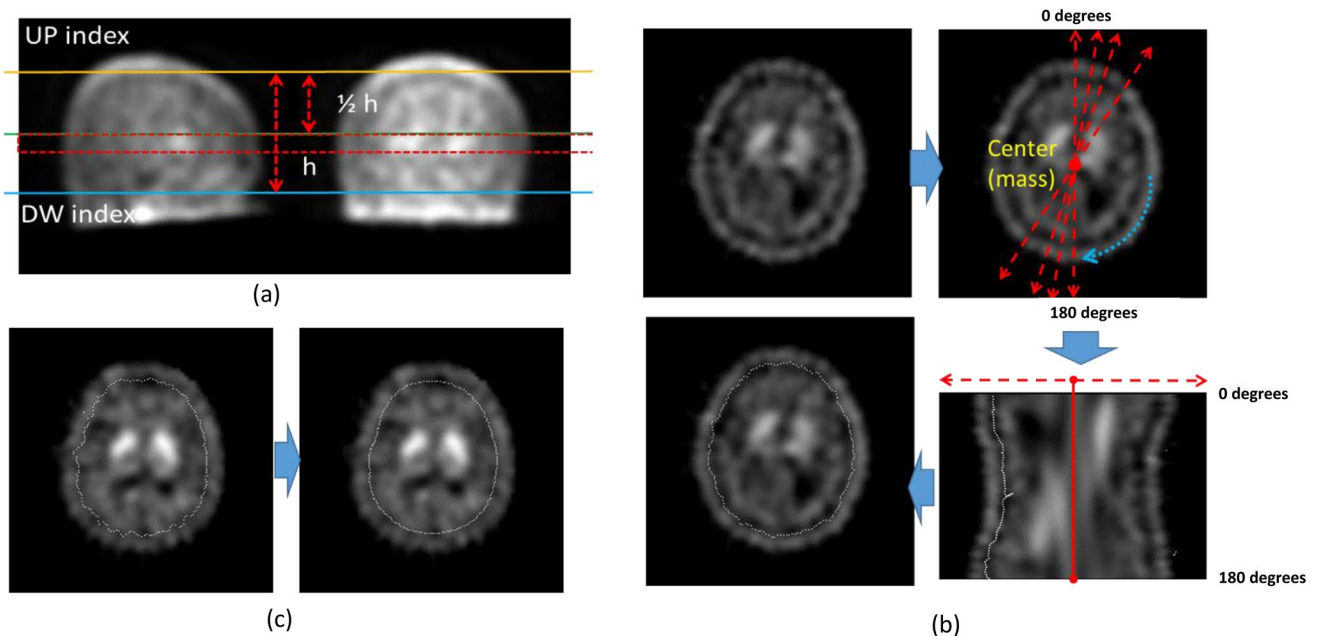 UP index
½ h
h
DW index
(a)
0 degrees
Center
(mass)
180 degrees
0 degrees
180 degrees
(b)
(c)